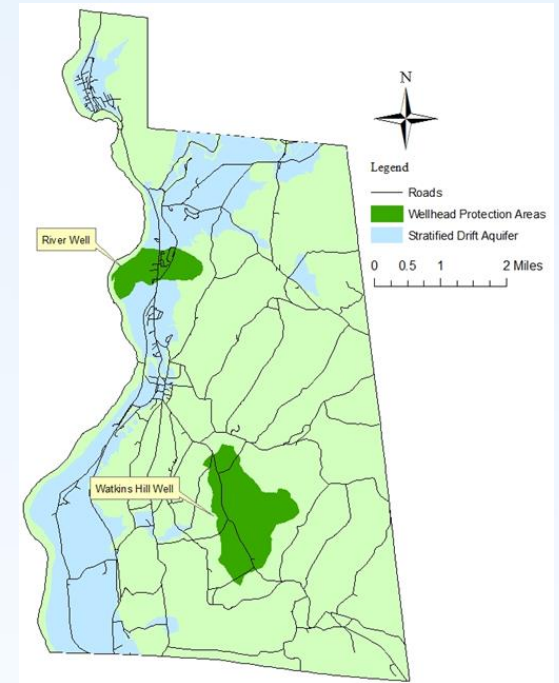 N
Legend
Roads
Wellhead Protection Areas
Stratified Drift Aquifer
0 0.5 1 2 Miles
River Well
Watkins Hill Well